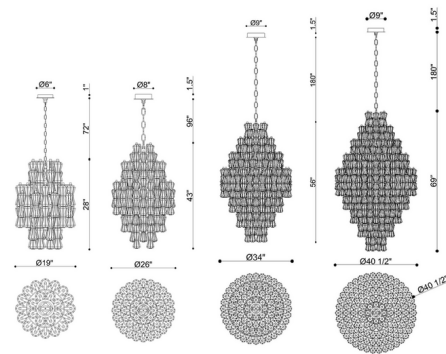 Ø6"
1"
72"
28"
Ø19"
Ø8"
1.5"
96"
43"
Ø26"
Ø9"
1.5"
180"
56"
Ø34"
Ø9"
1.5"
180"
69"
Ø40 1/2"
Ø40 1/2"